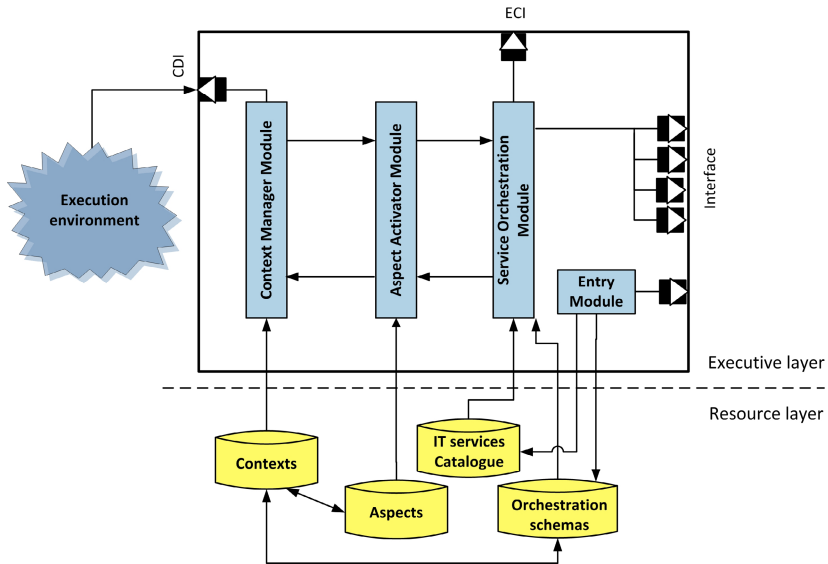 ECI
CDI
Execution
environment
Context Manager Module
Aspect Activator Module
Service Orchestration
Module
Interface
Entry
Module
Executive layer
Resource layer
IT services
Catalogue
Contexts
Aspects
Orchestration
schemas